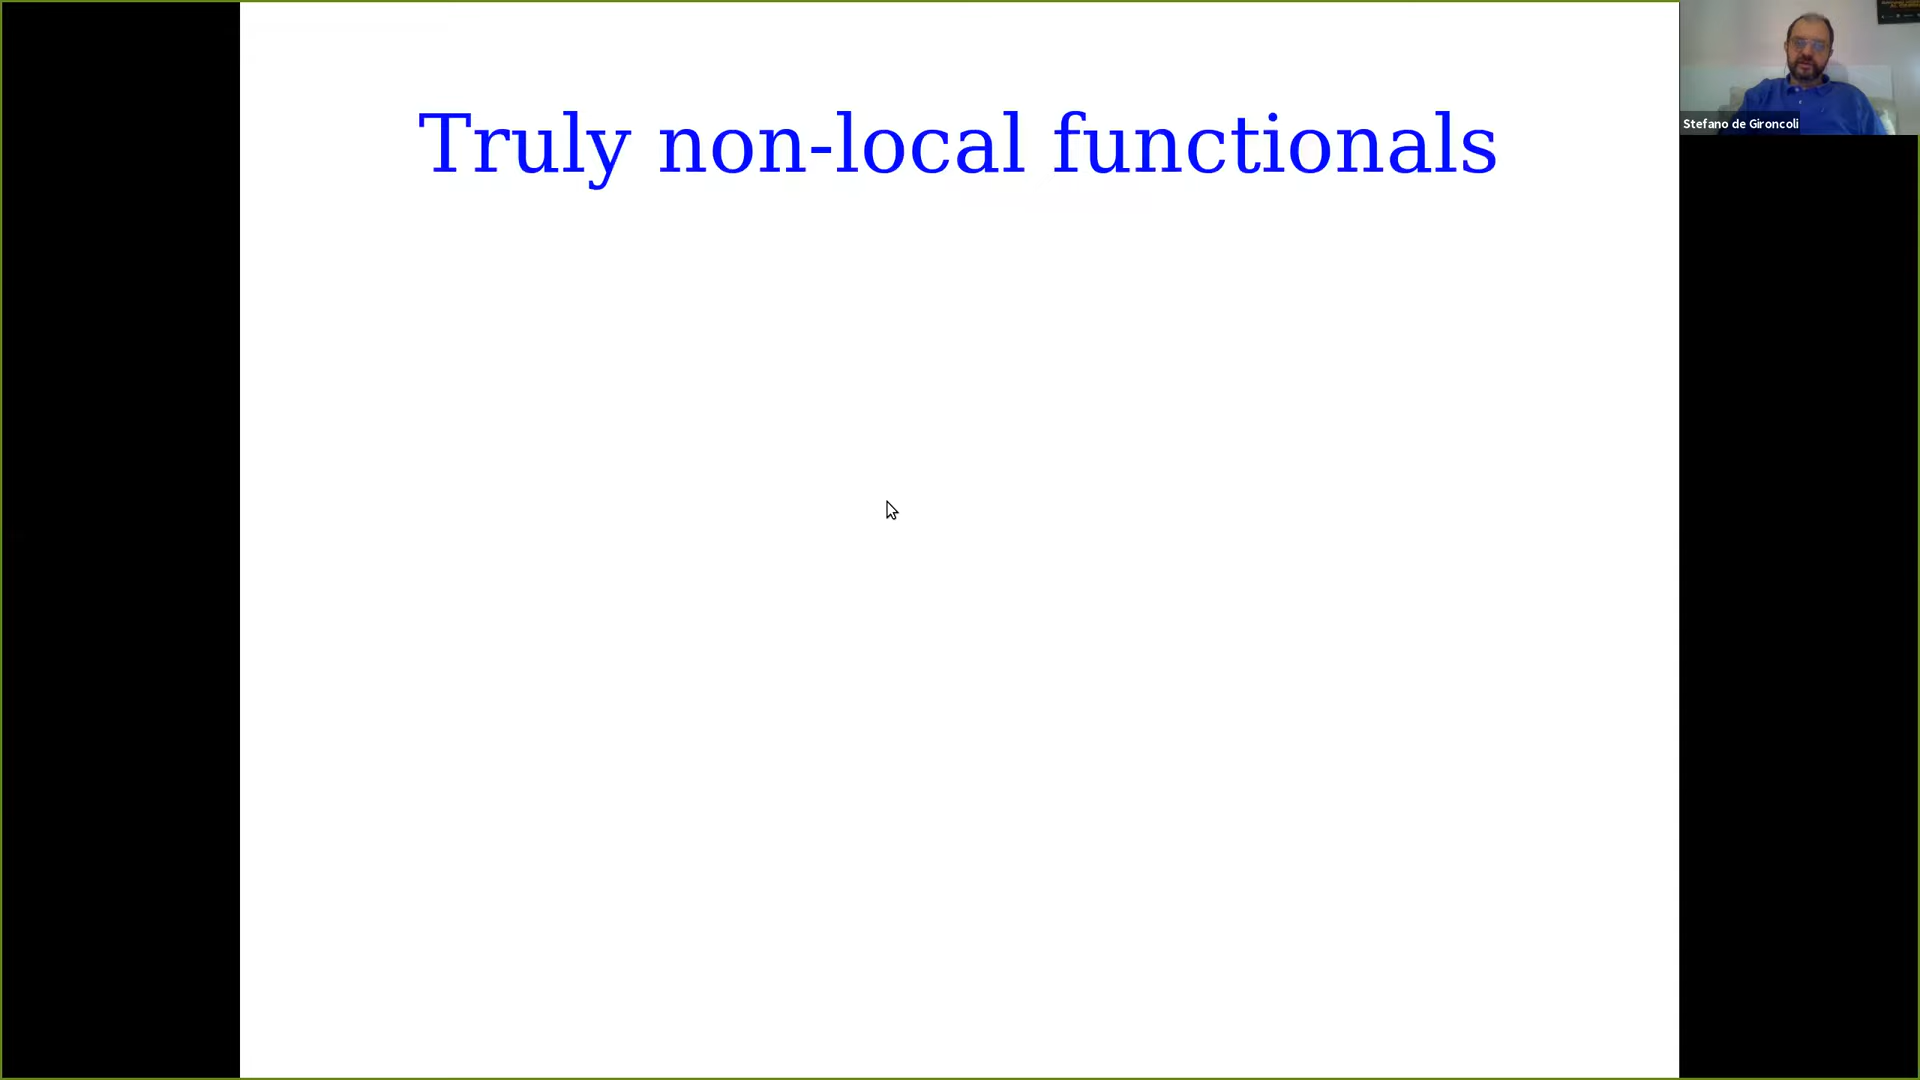 Truly non-local functionals
Stefano de Gironcoli